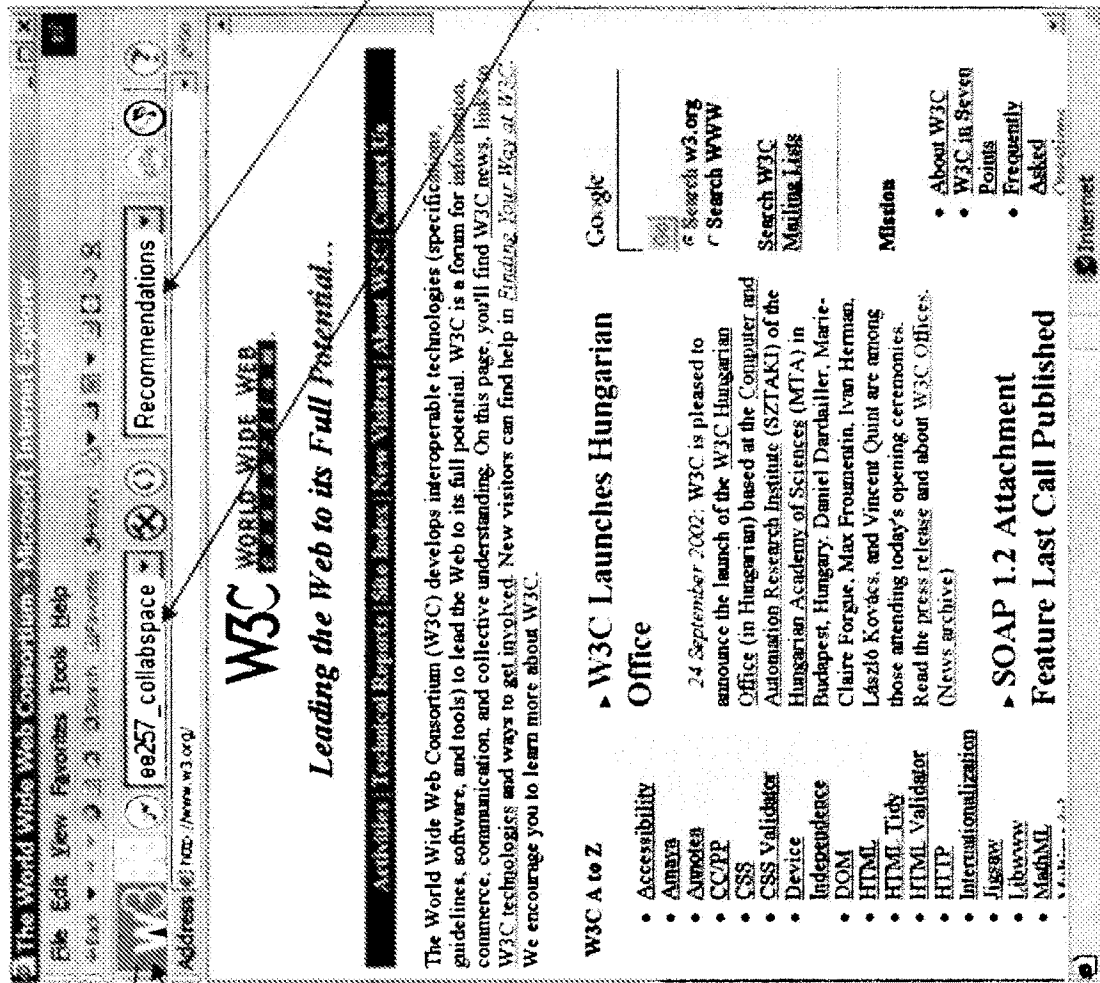 The World Wide Web Consortium
File Edit View Favorites Tools Help
ee257_collabspace
Recommendations
Address http://www.w3.org/
W3C WORLD WIDE WEB
Leading the Web to its Full Potential...
Activities | Technical Reports | Site Index | New Visitors | About W3C | Contact Us
The World Wide Web Consortium (W3C) develops interoperable technologies (specifications,
guidelines, software, and tools) to lead the Web to its full potential. W3C is a forum for information,
commerce, communication, and collective understanding. On this page, you'll find W3C news, links to
W3C technologies and ways to get involved. New visitors can find help in Finding Your Way at W3C.
We encourage you to learn more about W3C.
W3C A to Z
• Accessibility
• Amaya
• Annotea
• CC/PP
• CSS
• CSS Validator
• Device
Independence
• DOM
• HTML
• HTML Tidy
• HTML Validator
• HTTP
• Internationalization
• Jigsaw
• Libwww
• MathML
► W3C Launches Hungarian
Office
24 September 2002: W3C is pleased to
announce the launch of the W3C Hungarian
Office (in Hungarian) based at the Computer and
Automation Research Institute (SZTAKI) of the
Hungarian Academy of Sciences (MTA) in
Budapest, Hungary. Daniel Dardailler, Marie-
Claire Forgue, Max Froumentin, Ivan Herman,
László Kovács, and Vincent Quint are among
those attending today's opening ceremonies.
Read the press release and about W3C Offices.
(News archive)
► SOAP 1.2 Attachment
Feature Last Call Published
Google
Search w3.org
Search WWW
Search W3C
Mailing Lists
Mission
• About W3C
• W3C in Seven
Points
• Frequently
Asked
Questions
Internet